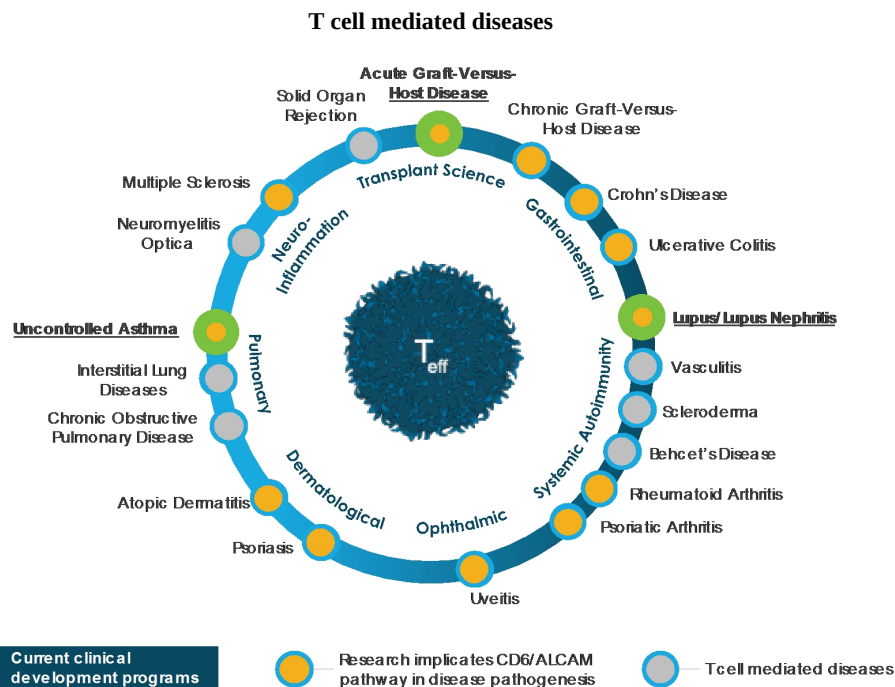 T cell mediated diseases
Acute Graft-Versus-
Host Disease
Solid Organ
Rejection
Chronic Graft-Versus-
Host Disease
Transplant Science
Multiple Sclerosis
Crohn's Disease
Neuromyelitis
Optica
Neuro-
Inflammation
Gastrointestinal
Ulcerative Colitis
Uncontrolled Asthma
Lupus/Lupus Nephritis
Teff
Pulmonary
Interstitial Lung
Diseases
Vasculitis
Chronic Obstructive
Pulmonary Disease
Systemic Autoimmunity
Scleroderma
Behcet's Disease
Dermatological
Ophthalmic
Atopic Dermatitis
Rheumatoid Arthritis
Psoriasis
Psoriatic Arthritis
Uveitis
Current clinical
development programs
Research implicates CD6/ALCAM
pathway in disease pathogenesis
T cell mediated diseases